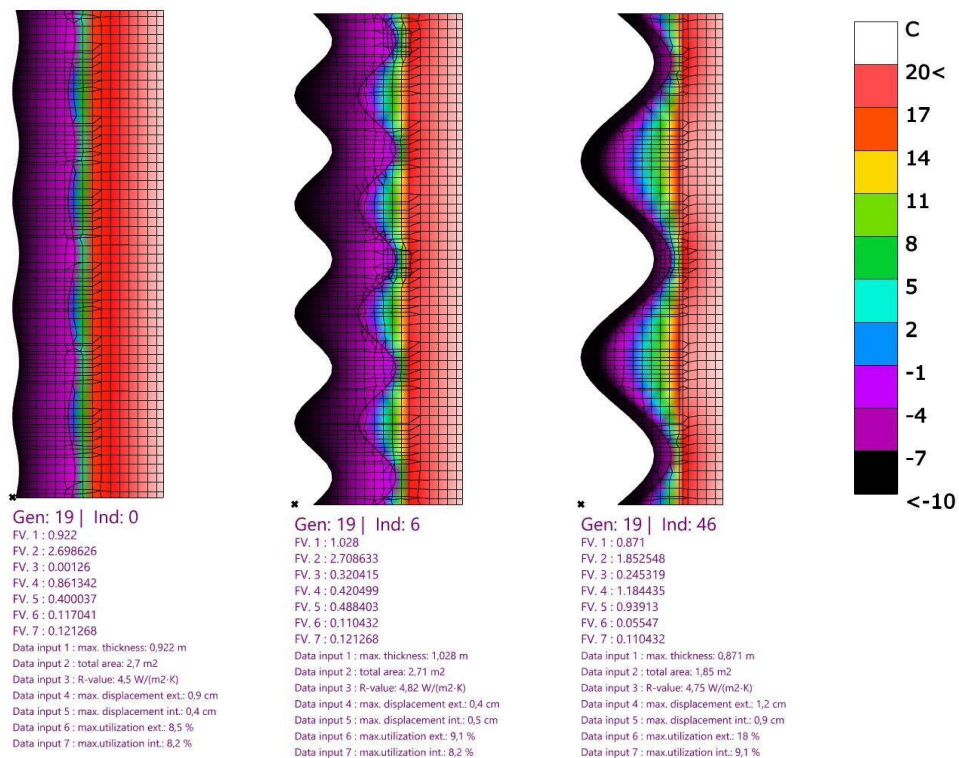 C
20<
17
14
11
8
5
2
-1
-4
-7
<-10
Gen: 19 | Ind: 0
FV. 1 : 0.922
FV. 2 : 2.698626
FV. 3 : 0.00126
FV. 4 : 0.861342
FV. 5 : 0.400037
FV. 6 : 0.117041
FV. 7 : 0.121268
Data input 1 : max. thickness: 0,922 m
Data input 2 : total area: 2,7 m2
Data input 3 : R-value: 4,5 W/(m2·K)
Data input 4 : max. displacement ext.: 0,9 cm
Data input 5 : max. displacement int.: 0,4 cm
Data input 6 : max.utilization ext.: 8,5 %
Data input 7 : max.utilization int.: 8,2 %
Gen: 19 | Ind: 6
FV. 1 : 1.028
FV. 2 : 2.708633
FV. 3 : 0.320415
FV. 4 : 0.420499
FV. 5 : 0.488403
FV. 6 : 0.110432
FV. 7 : 0.121268
Data input 1 : max. thickness: 1,028 m
Data input 2 : total area: 2,71 m2
Data input 3 : R-value: 4,82 W/(m2·K)
Data input 4 : max. displacement ext.: 0,4 cm
Data input 5 : max. displacement int.: 0,5 cm
Data input 6 : max.utilization ext.: 9,1 %
Data input 7 : max.utilization int.: 8,2 %
Gen: 19 | Ind: 46
FV. 1 : 0.871
FV. 2 : 1.852548
FV. 3 : 0.245319
FV. 4 : 1.184435
FV. 5 : 0.93913
FV. 6 : 0.05547
FV. 7 : 0.110432
Data input 1 : max. thickness: 0,871 m
Data input 2 : total area: 1,85 m2
Data input 3 : R-value: 4,75 W/(m2·K)
Data input 4 : max. displacement ext.: 1,2 cm
Data input 5 : max. displacement int.: 0,9 cm
Data input 6 : max.utilization ext.: 18 %
Data input 7 : max.utilization int.: 9,1 %